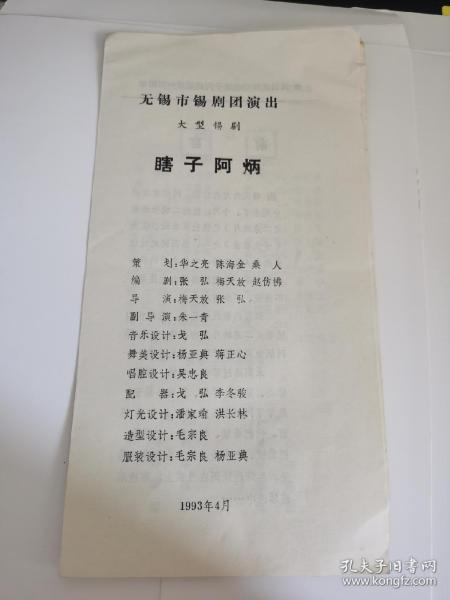 无锡市锡剧团演出
大型锡剧
瞎子阿炳
策划:华之亮 陈海金 桑人
编剧:张弘 梅天放 赵仿佛
导演:梅天放 张弘
副导演:朱一青
音乐设计:戈弘
舞美设计:杨亚典 蒋正心
唱腔设计:吴忠良
配器:戈弘 李冬骏
灯光设计:潘家瑜 洪长林
造型设计:毛宗良
服装设计:毛宗良 杨亚典
1993年4月
孔夫子旧书网
www.kongfz.com